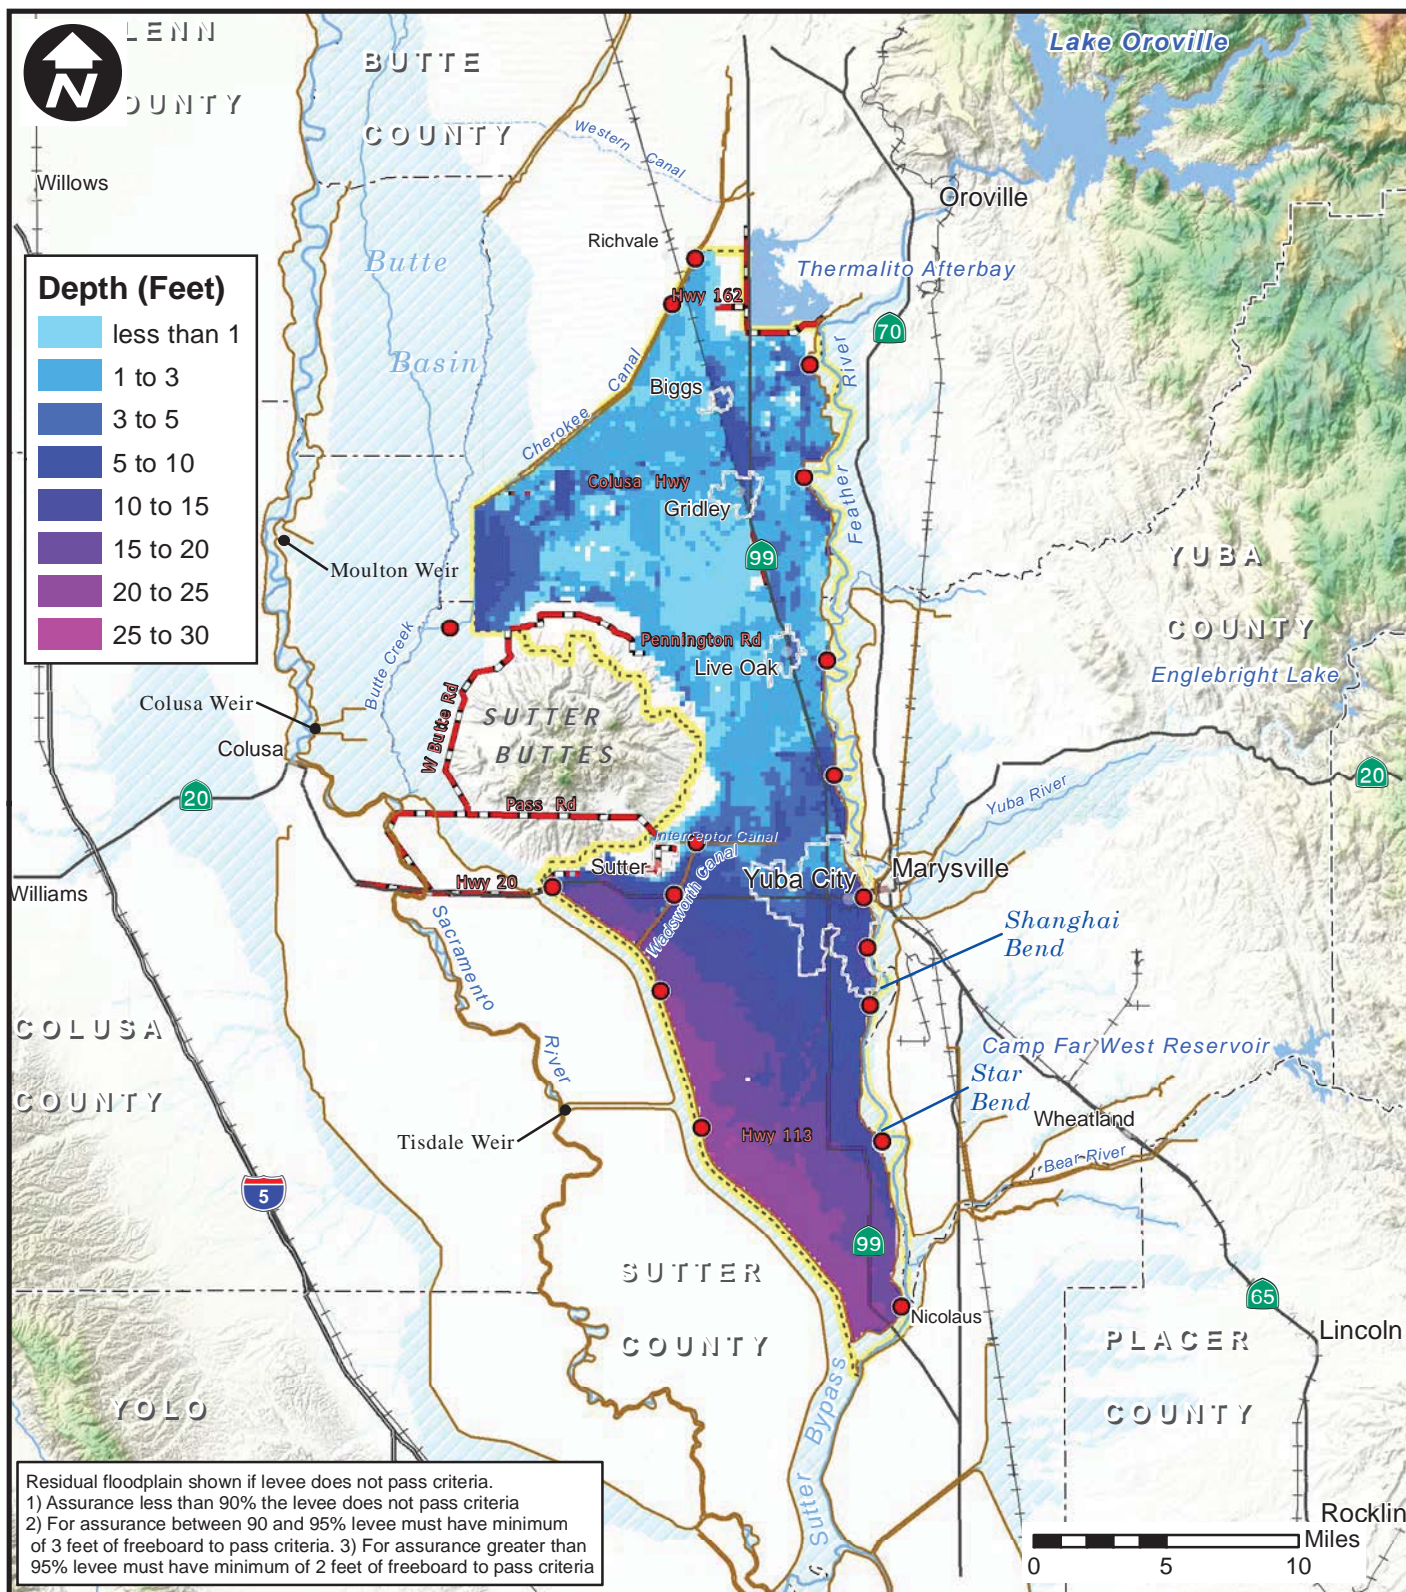 N
LENN
OUNTY
BUTTE
COUNTY
Lake Oroville
Western Canal
Willows
Oroville
Richvale
Butte
Basin
Thermalito Afterbay
Hwy 162
70
Depth (Feet)
less than 1
1 to 3
3 to 5
5 to 10
10 to 15
15 to 20
20 to 25
25 to 30
Cherokee Canal
Biggs
Feather River
Colusa Hwy
Gridley
99
Moulton Weir
YUBA
COUNTY
Butte Creek
Pennington Rd
Live Oak
Englebright Lake
Colusa Weir
Colusa
W Butte Rd
SUTTER
BUTTES
20
20
Pass Rd
Yuba River
Interceptor Canal
Sutter
Wadsworth Canal
Yuba City
Marysville
Williams
Hwy 20
Sacramento River
Shanghai
Bend
COLUSA
COUNTY
Camp Far West Reservoir
Star
Bend
Wheatland
Tisdale Weir
Hwy 113
Bear River
5
99
SUTTER
COUNTY
Nicolaus
65
Lincoln
PLACER
COUNTY
YOLO
Sutter Bypass
Residual floodplain shown if levee does not pass criteria.
1) Assurance less than 90% the levee does not pass criteria
2) For assurance between 90 and 95% levee must have minimum
of 3 feet of freeboard to pass criteria. 3) For assurance greater than
95% levee must have minimum of 2 feet of freeboard to pass criteria
Rocklin
Miles
0 5 10